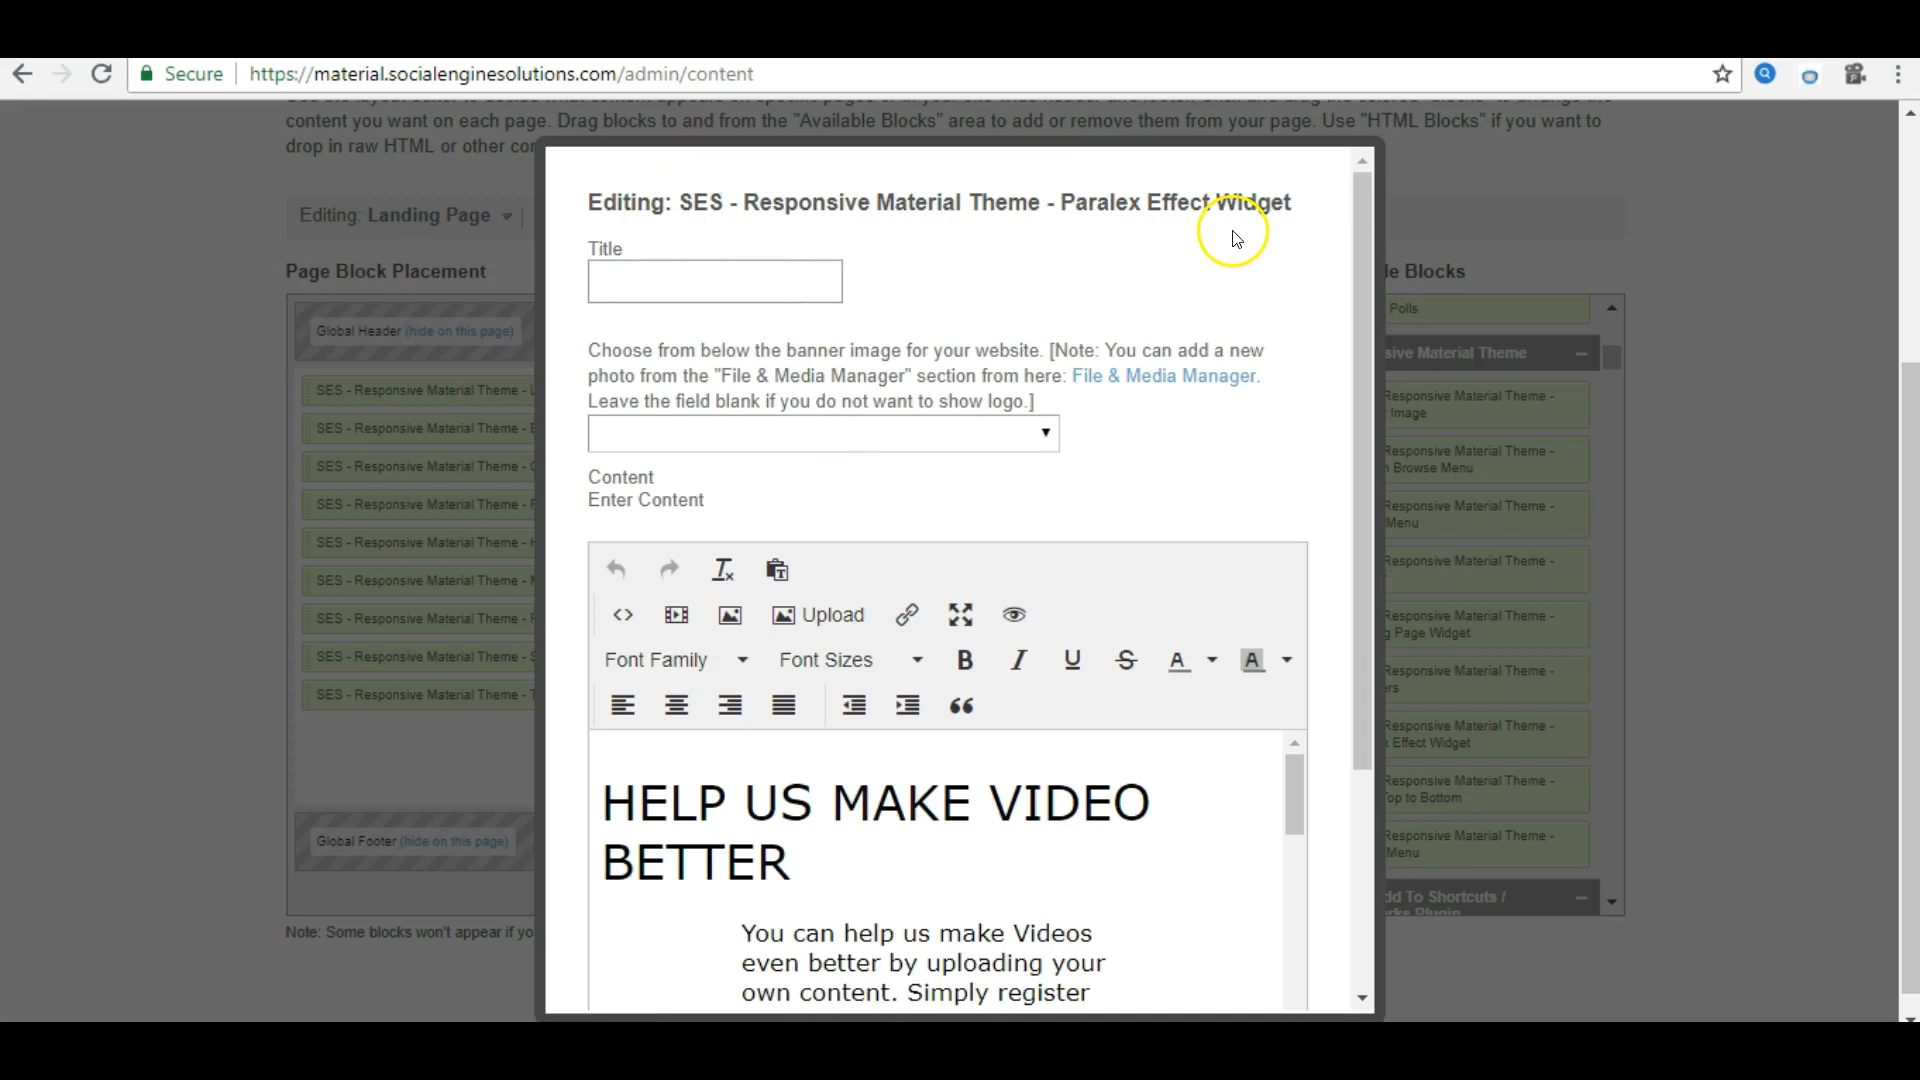 Secure https://material.socialenginesolutions.com/admin/content
content you want on each page. Drag blocks to and from the "Available Blocks" area to add or remove them from your page. Use "HTML Blocks" if you want to
drop in raw HTML or other
Editing: Landing Page
Page Block Placement
Global Header (hide on this page)
SES - Responsive Material Theme -
SES - Responsive Material Theme -
SES - Responsive Material Theme -
SES - Responsive Material Theme -
SES - Responsive Material Theme -
SES - Responsive Material Theme -
SES - Responsive Material Theme -
SES - Responsive Material Theme -
SES - Responsive Material Theme -
Global Footer (hide on this page)
Note: Some blocks won't appear if
Editing: SES - Responsive Material Theme - Paralex Effect Widget
Title
Choose from below the banner image for your website. [Note: You can add a new
photo from the "File & Media Manager" section from here: File & Media Manager.
Leave the field blank if you do not want to show logo.]
Content
Enter Content
Upload
Font Family Font Sizes
HELP US MAKE VIDEO
BETTER
You can help us make Videos
even better by uploading your
own content. Simply register
Blocks
Polls
Material Theme
Responsive Material Theme -
Image
Responsive Material Theme -
Browse Menu
Responsive Material Theme -
Menu
Responsive Material Theme -
Responsive Material Theme -
Page Widget
Responsive Material Theme -
Responsive Material Theme -
Effect Widget
Responsive Material Theme -
Top to Bottom
Responsive Material Theme -
Menu
To Shortcuts /
Plugin